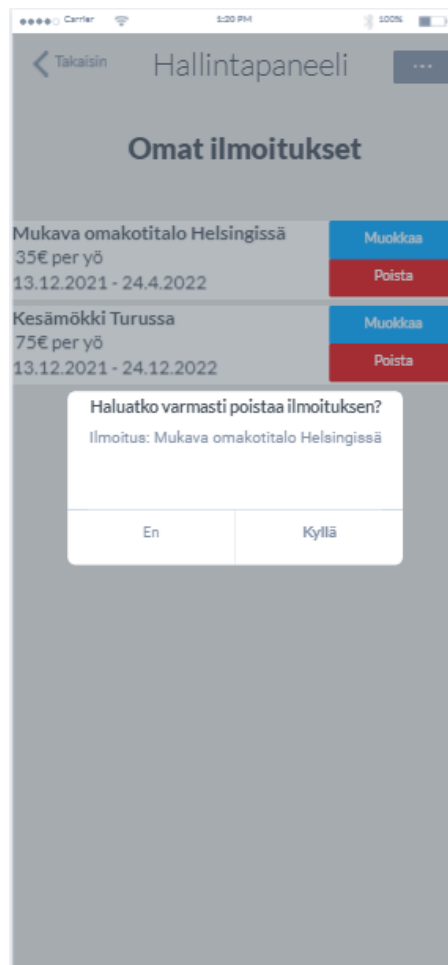 Carrier 5:20 PM 100%
Takaisin Hallintapaneeli ...
Omat ilmoitukset
Mukava omakotitalo Helsingissä Muokkaa
35€ per yö
13.12.2021 - 24.4.2022 Poista
Kesämökki Turussa Muokkaa
75€ per yö
13.12.2021 - 24.12.2022 Poista
Haluatko varmasti poistaa ilmoituksen?
Ilmoitus: Mukava omakotitalo Helsingissä
En Kyllä